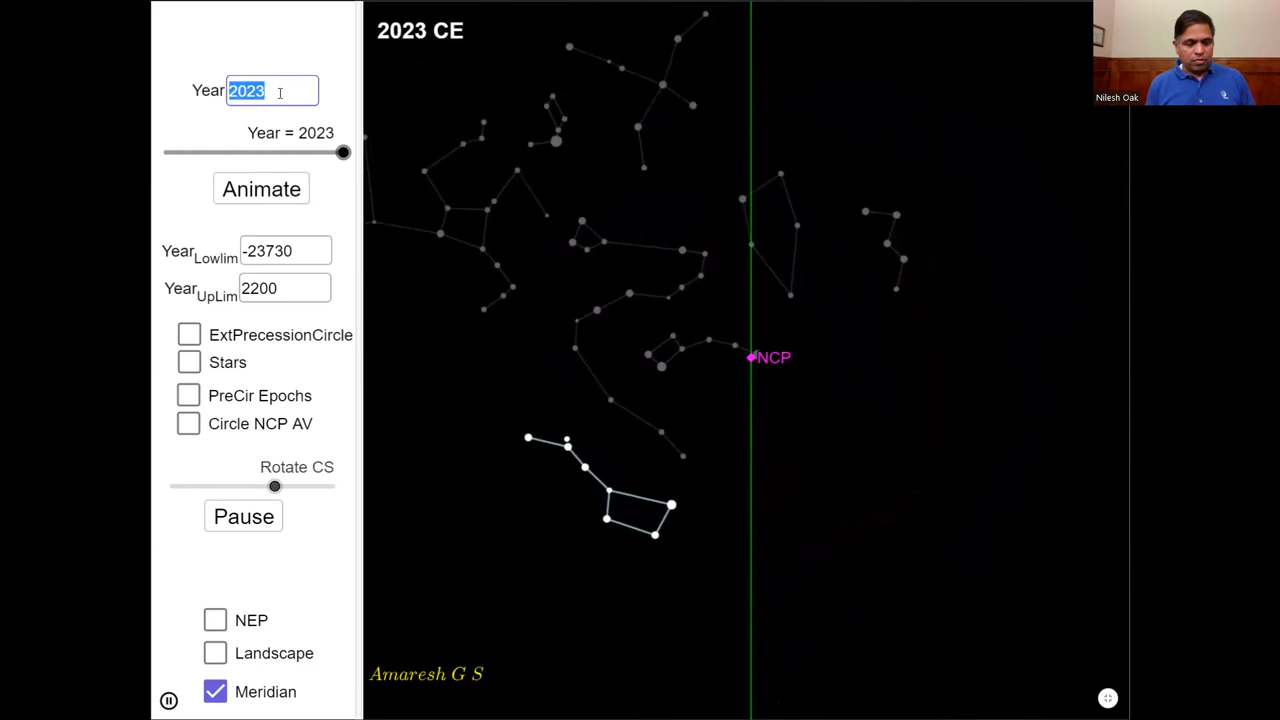 2023 CE
Nilesh Oak
Year 2023
Year = 2023
Animate
YearLowlim -23730
YearUpLim 2200
ExtPrecessionCircle
Stars
PreCir Epochs
Circle NCP AV
Rotate CS
Pause
NEP
Landscape
Meridian
NCP
Amaresh G S